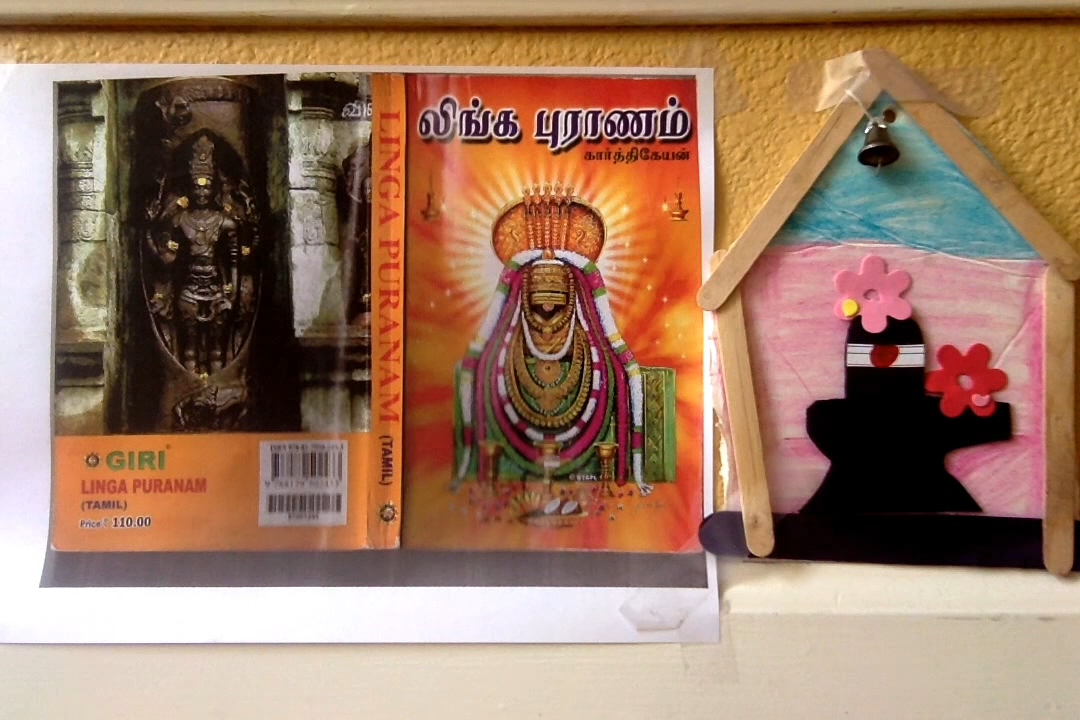 GIRI
LINGA PURANAM
(TAMIL)
Price ₹ 110.00
LINGA PURANAM (TAMIL)
லிங்க புராணம்
கார்த்திகேயன்